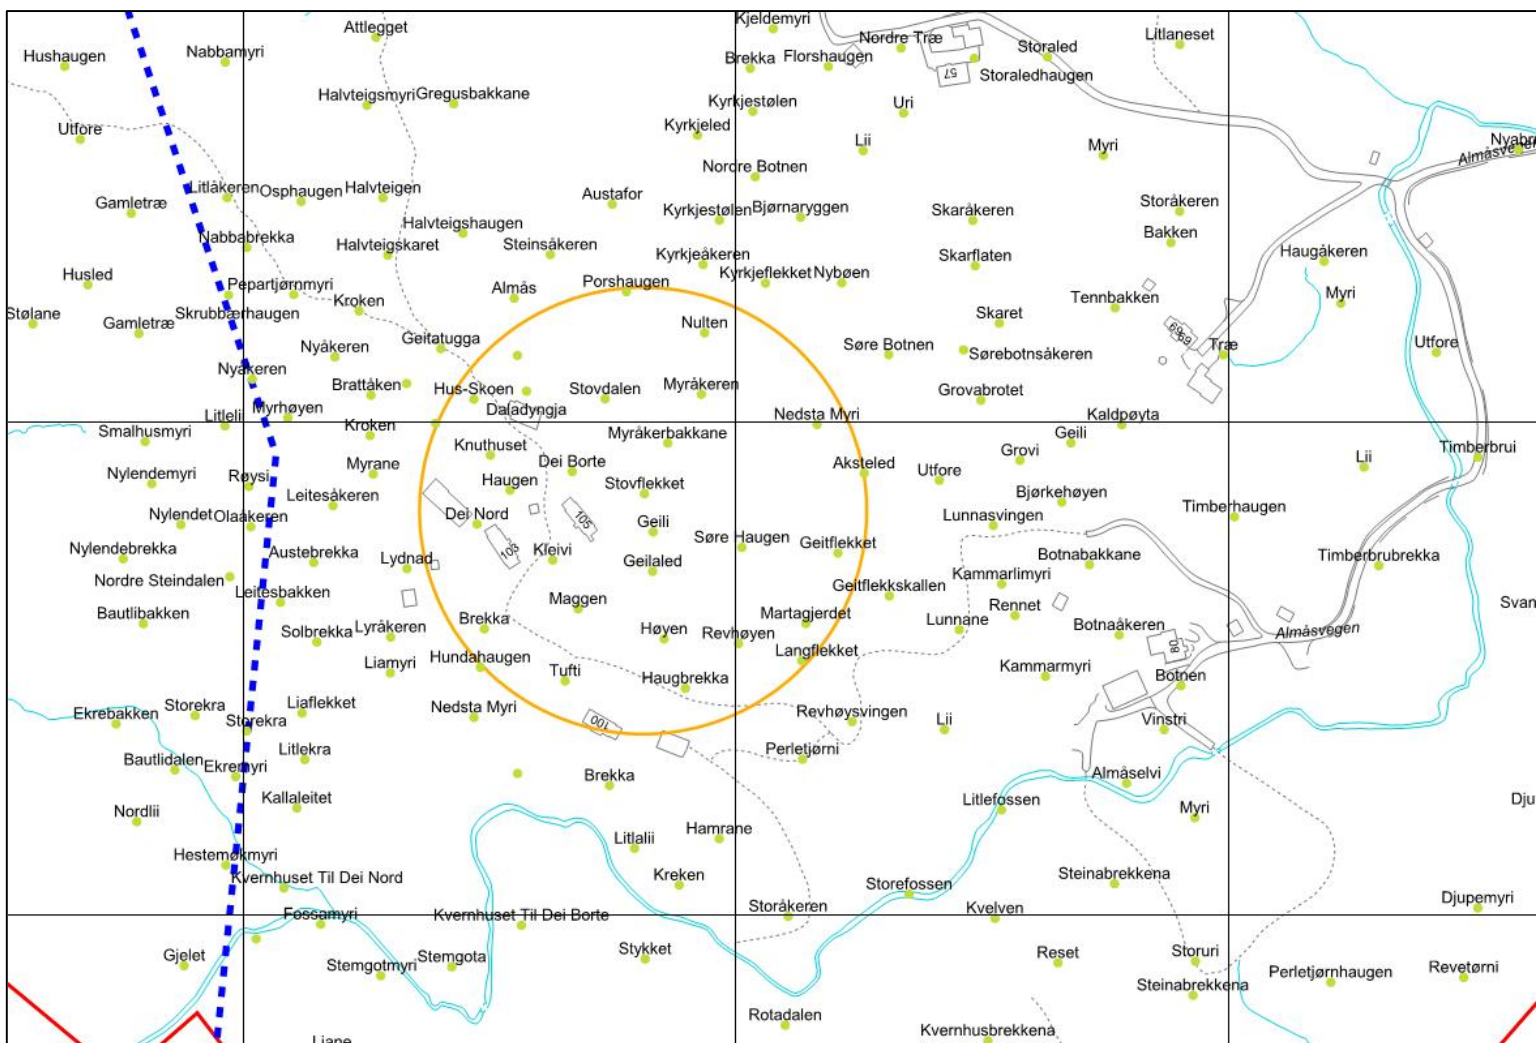 Attlegget
Kjeldemyri
Hushaugen
Nabbamyri
Brekka
Florshaugen
Nordre Træ
Storaled
Litlaneset
57
Storaledhaugen
Halvteigsmyri
Gregusbakkane
Kyrkjestølen
Uri
Utfore
Kyrkjeled
Lii
Myri
Almåsvegen
Nordre Botnen
Litlåkeren
Osphaugen
Halvteigen
Gamletræ
Austafor
Kyrkjestølen
Bjørnaryggen
Skaråkeren
Storåkeren
Nabbabrekka
Halvteigshaugen
Halvteigskaret
Steinsåkeren
Bakken
Haugåkeren
Kyrkjeåkeren
Skarflaten
Husled
Pepartjørnmyri
Almås
Porshaugen
Kyrkjeflekket
Nybøen
Myri
Stølane
Gamletræ
Skrubbærhaugen
Kroken
Tennbakken
Nulten
Skaret
69
69
Nyåkeren
Geitatugga
Søre Botnen
Sørebotnsåkeren
Træ
Utfore
Nyåkeren
Brattåken
Hus-Skoen
Stovdalen
Myråkeren
Grovabrotet
Litleli
Myrhøyen
Daladyngja
Nedsta Myri
Kaldpøyta
Smalhusmyri
Kroken
Knuthuset
Myråkerbakkane
Geili
Grovi
Timberbrui
Nylendemyri
Røysi
Myrane
Haugen
Dei Borte
Aksteled
Utfore
Lii
Leitesåkeren
Stovflekket
Bjørkehøyen
Nylendet
Olaåkeren
Dei Nord
105
Geili
Lunnasvingen
Timberhaugen
Nylendebrekka
Austebrekka
Lydnad
103
Kleivi
Søre Haugen
Geitflekket
Botnabakkane
Timberbrubrekka
Nordre Steindalen
Leitesbakken
Geilaled
Geitflekkskallen
Kammarlimyri
Bautlibakken
Maggen
Martagjerdet
Rennet
Solbrekka
Lyråkeren
Brekka
Høyen
Revhøyen
Lunnane
Botnaåkeren
Almåsvegen
88
Liamyri
Hundahaugen
Tufti
Langflekket
Haugbrekka
Kammarmyri
Botnen
Ekrebakken
Storekra
Storekra
Liaflekket
Nedsta Myri
100
Revhøysvingen
Lii
Vinstri
Bautlidalen
Ekremyri
Litlekra
Perletjørni
Brekka
Almåselvi
Nordlii
Kallaleitet
Litlefossen
Myri
Hestemøkmyri
Litlalii
Hamrane
Kvernhuset Til Dei Nord
Kreken
Storefossen
Steinabrekkena
Fossamyri
Kvernhuset Til Dei Borte
Storåkeren
Kvelven
Djupemyri
Gjelet
Stemgotmyri
Stemgota
Stykket
Reset
Storuri
Steinabrekkena
Perletjørnhaugen
Revetørni
Rotadalen
Kvernhusbrekkena